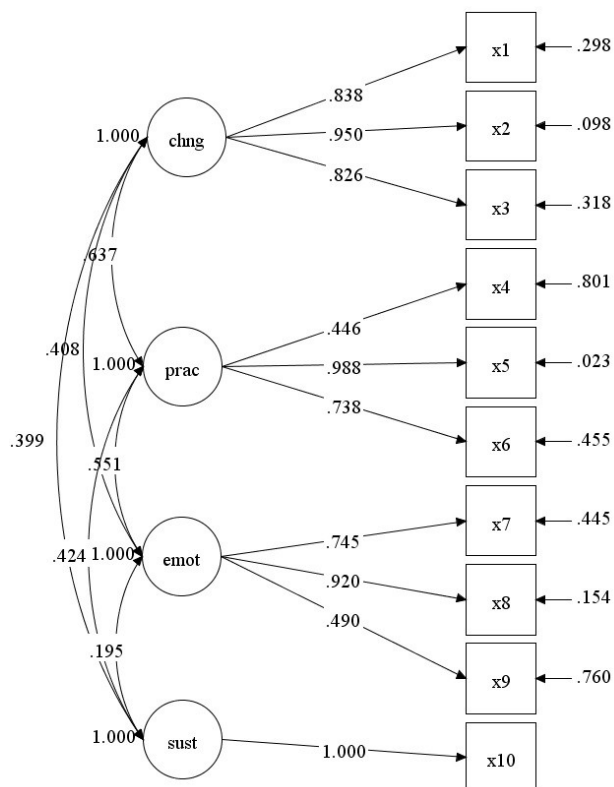 x1
.298
.838
1.000
chng
.950
x2
.098
.826
x3
.318
.637
x4
.801
.446
.408
1.000
prac
.988
x5
.023
.738
.399
x6
.455
.551
x7
.445
.745
.424
1.000
emot
.920
x8
.154
.490
.195
x9
.760
1.000
sust
1.000
x10